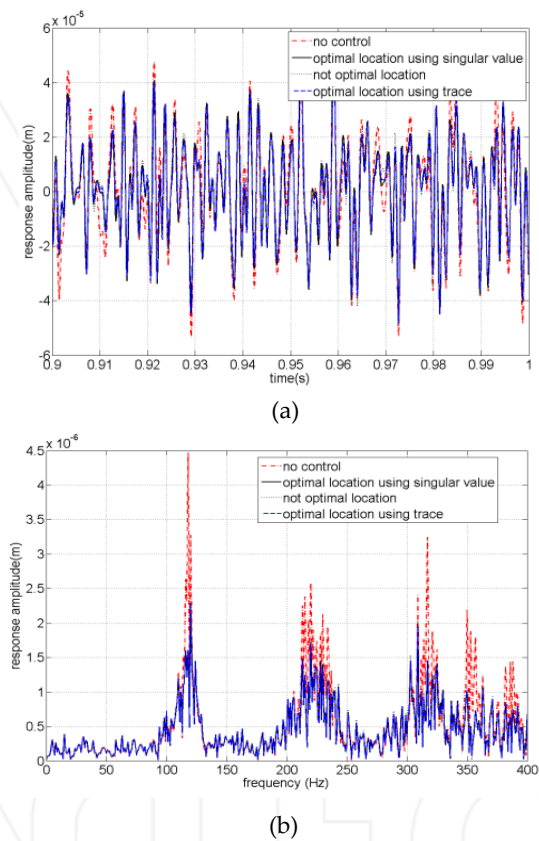 x 10⁻⁵
6
4
2
0
-2
-4
-6
response amplitude(m)
no control
optimal location using singular value
not optimal location
optimal location using trace
0.9 0.91 0.92 0.93 0.94 0.95 0.96 0.97 0.98 0.99 1
time(s)
(a)
x 10⁻⁶
4.5
4
3.5
3
2.5
2
1.5
1
0.5
0
response amplitude(m)
no control
optimal location using singular value
not optimal location
optimal location using trace
0 50 100 150 200 250 300 350 400
frequency (Hz)
(b)